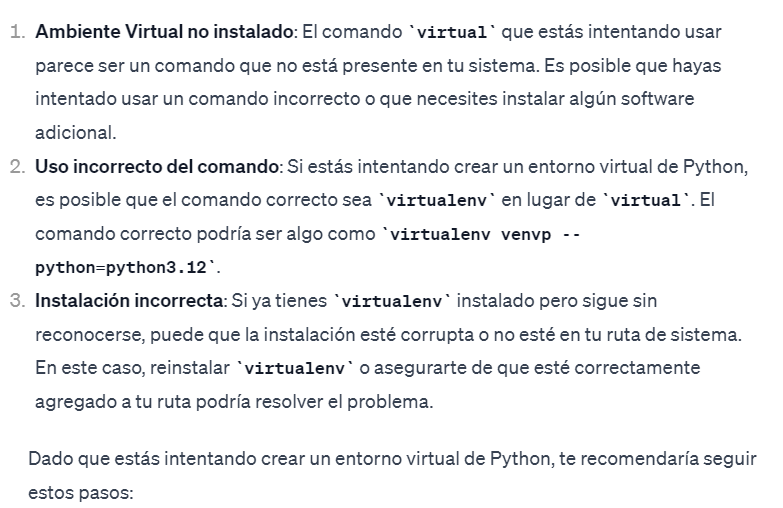 1. Ambiente Virtual no instalado: El comando `virtual` que estás intentando usar
parece ser un comando que no está presente en tu sistema. Es posible que hayas
intentado usar un comando incorrecto o que necesites instalar algún software
adicional.
2. Uso incorrecto del comando: Si estás intentando crear un entorno virtual de Python,
es posible que el comando correcto sea `virtualenv` en lugar de `virtual`. El
comando correcto podría ser algo como `virtualenv venvp --
python=python3.12`.
3. Instalación incorrecta: Si ya tienes `virtualenv` instalado pero sigue sin
reconocerse, puede que la instalación esté corrupta o no esté en tu ruta de sistema.
En este caso, reinstalar `virtualenv` o asegurarte de que esté correctamente
agregado a tu ruta podría resolver el problema.
Dado que estás intentando crear un entorno virtual de Python, te recomendaría seguir
estos pasos: